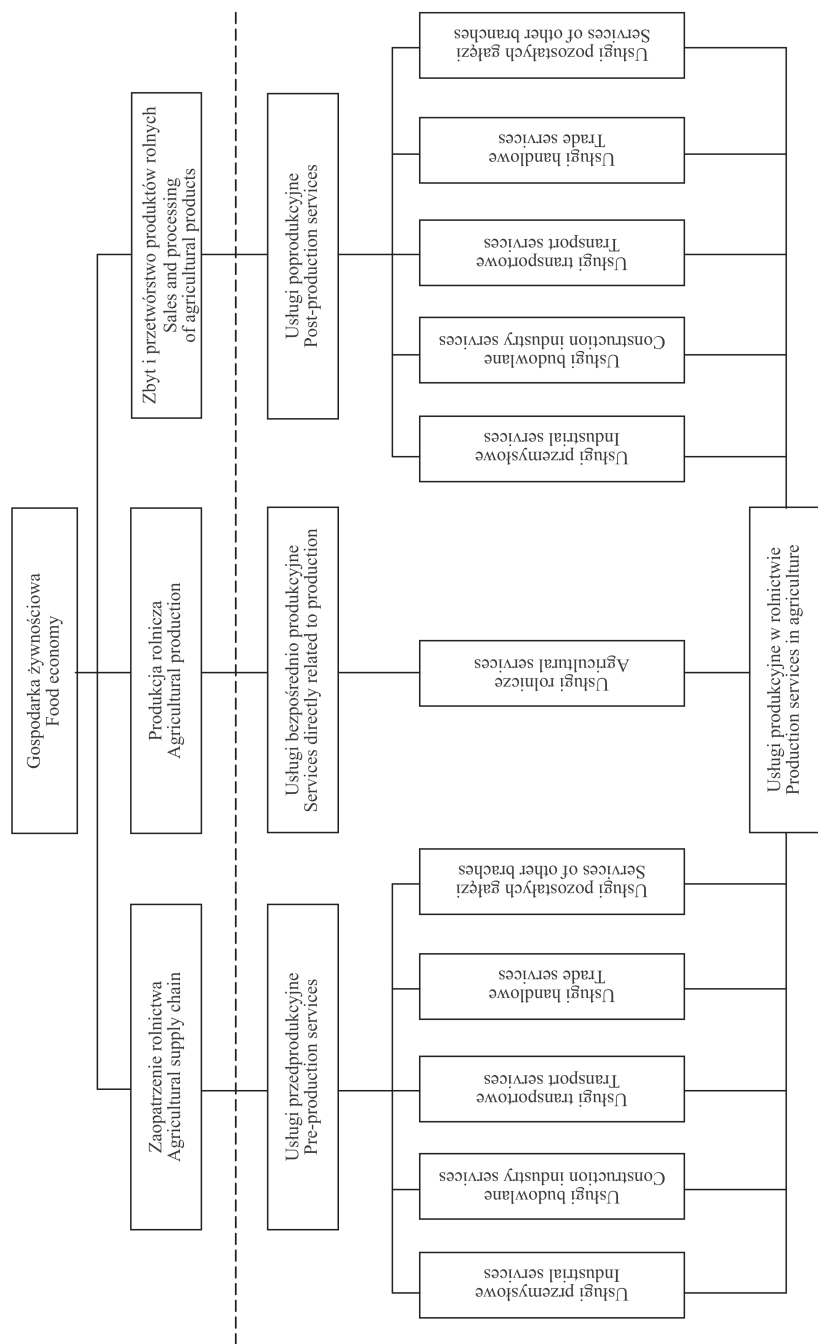 Gospodarka żywnościowa
Food economy
Zaopatrzenie rolnictwa
Agricultural supply chain
Produkcja rolnicza
Agricultural production
Zbyt i przetwórstwo produktów rolnych
Sales and processing
of agricultural products
Usługi przedprodukcyjne
Pre-production services
Usługi bezpośrednio produkcyjne
Services directly related to production
Usługi poprodukcyjne
Post-production services
Usługi przemysłowe
Industrial services
Usługi budowlane
Construction industry services
Usługi transportowe
Transport services
Usługi handlowe
Trade services
Usługi pozostałych gałęzi
Services of other braches
Usługi rolnicze
Agricultural services
Usługi przemysłowe
Industrial services
Usługi budowlane
Construction industry services
Usługi transportowe
Transport services
Usługi handlowe
Trade services
Usługi pozostałych gałęzi
Services of other branches
Usługi produkcyjne w rolnictwie
Production services in agriculture